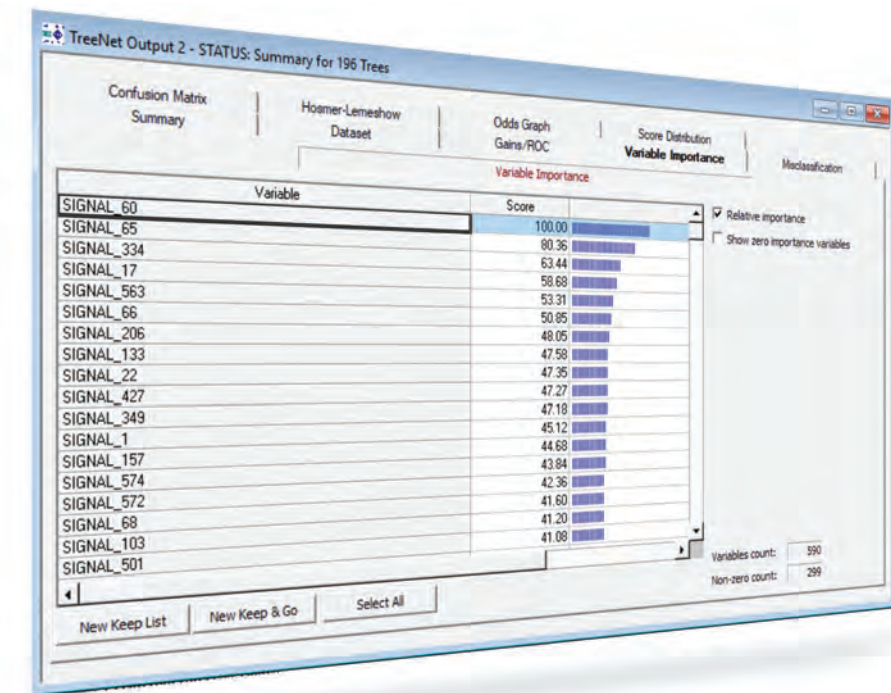 TreeNet Output 2 - STATUS: Summary for 196 Trees
Confusion Matrix Hosmer-Lemeshow Odds Graph Score Distribution
Summary Dataset Gains/ROC Variable Importance Misclassification
Variable Importance
Variable Score
SIGNAL_60 100.00
SIGNAL_65 80.36
SIGNAL_334 63.44
SIGNAL_17 58.68
SIGNAL_563 53.31
SIGNAL_66 50.85
SIGNAL_206 48.05
SIGNAL_133 47.58
SIGNAL_22 47.35
SIGNAL_427 47.27
SIGNAL_349 47.18
SIGNAL_1 45.12
SIGNAL_157 44.68
SIGNAL_574 43.84
SIGNAL_572 42.36
SIGNAL_68 41.60
SIGNAL_103 41.20
SIGNAL_501 41.08
Relative importance
Show zero importance variables
Variables count: 590
Non-zero count: 299
New Keep List New Keep & Go Select All